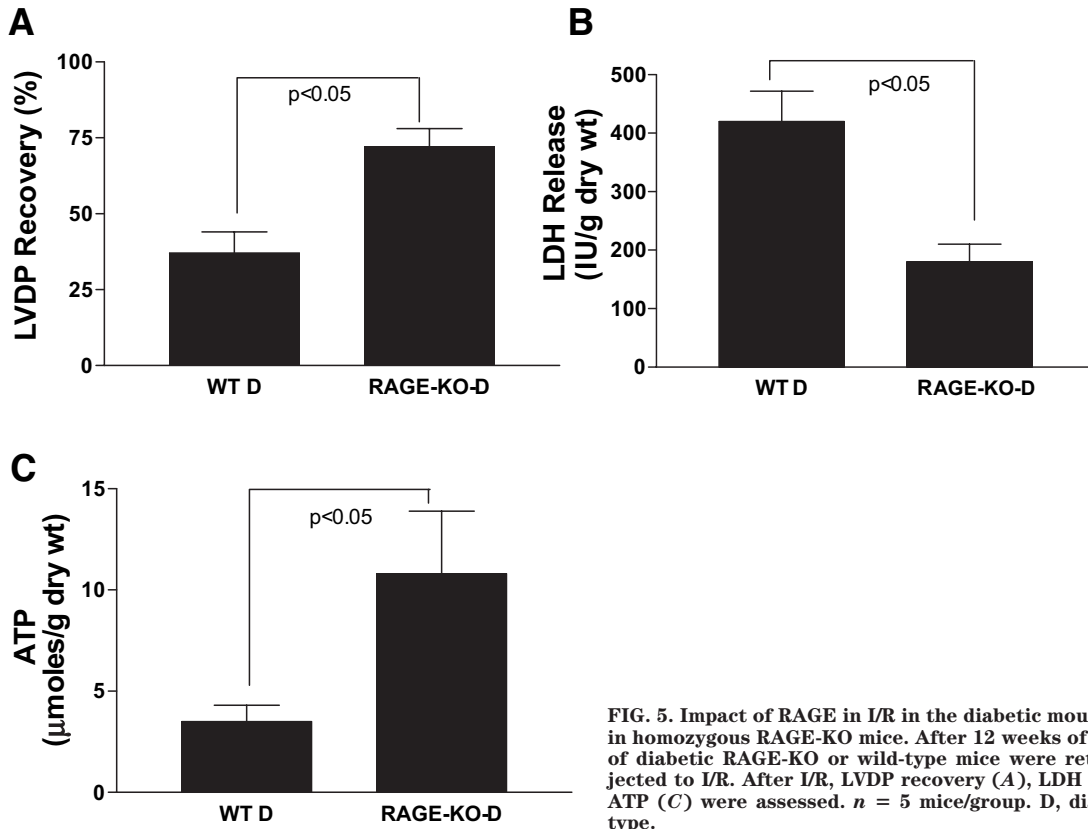 A
LVDP Recovery (%)
100
75
50
25
0
p<0.05
WT D
RAGE-KO-D
B
LDH Release
(IU/g dry wt)
500
400
300
200
100
0
p<0.05
WT D
RAGE-KO-D
C
ATP
(μmoles/g dry wt)
15
10
5
0
p<0.05
WT D
RAGE-KO-D
FIG. 5. Impact of RAGE in I/R in the diabetic mou
in homozygous RAGE-KO mice. After 12 weeks of
of diabetic RAGE-KO or wild-type mice were ret
jected to I/R. After I/R, LVDP recovery (A), LDH
ATP (C) were assessed. n = 5 mice/group. D, di
type.